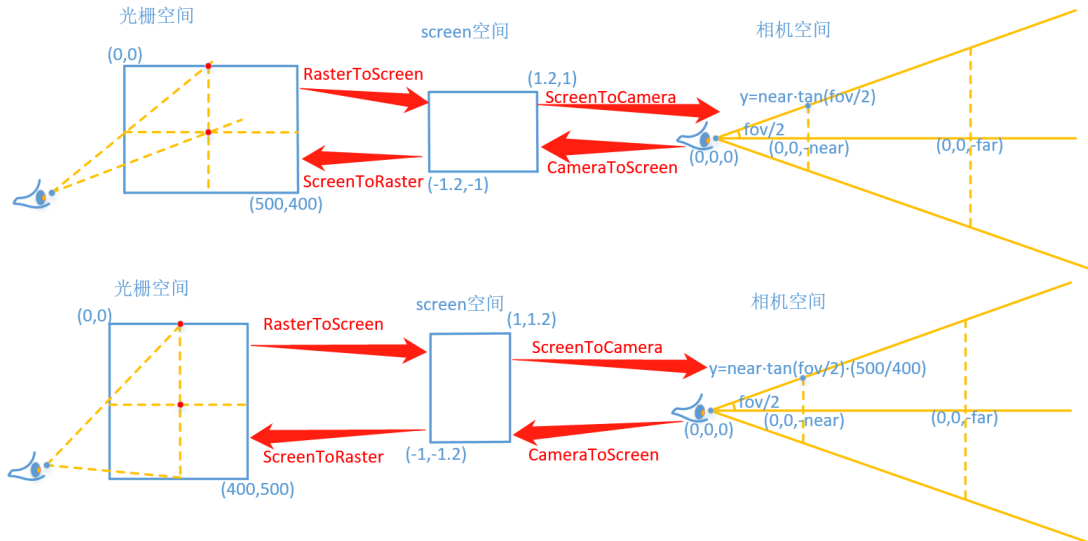 光栅空间
screen空间
相机空间
(0,0)
RasterToScreen
(1.2,1)
ScreenToCamera
y=near·tan(fov/2)
fov/2
(0,0,-near)
(0,0,-far)
(0,0,0)
CameraToScreen
ScreenToRaster
(-1.2,-1)
(500,400)
光栅空间
screen空间
相机空间
(0,0)
RasterToScreen
(1,1.2)
ScreenToCamera
y=near·tan(fov/2)·(500/400)
fov/2
(0,0,-near)
(0,0,-far)
(0,0,0)
ScreenToRaster
(-1,-1.2)
CameraToScreen
(400,500)